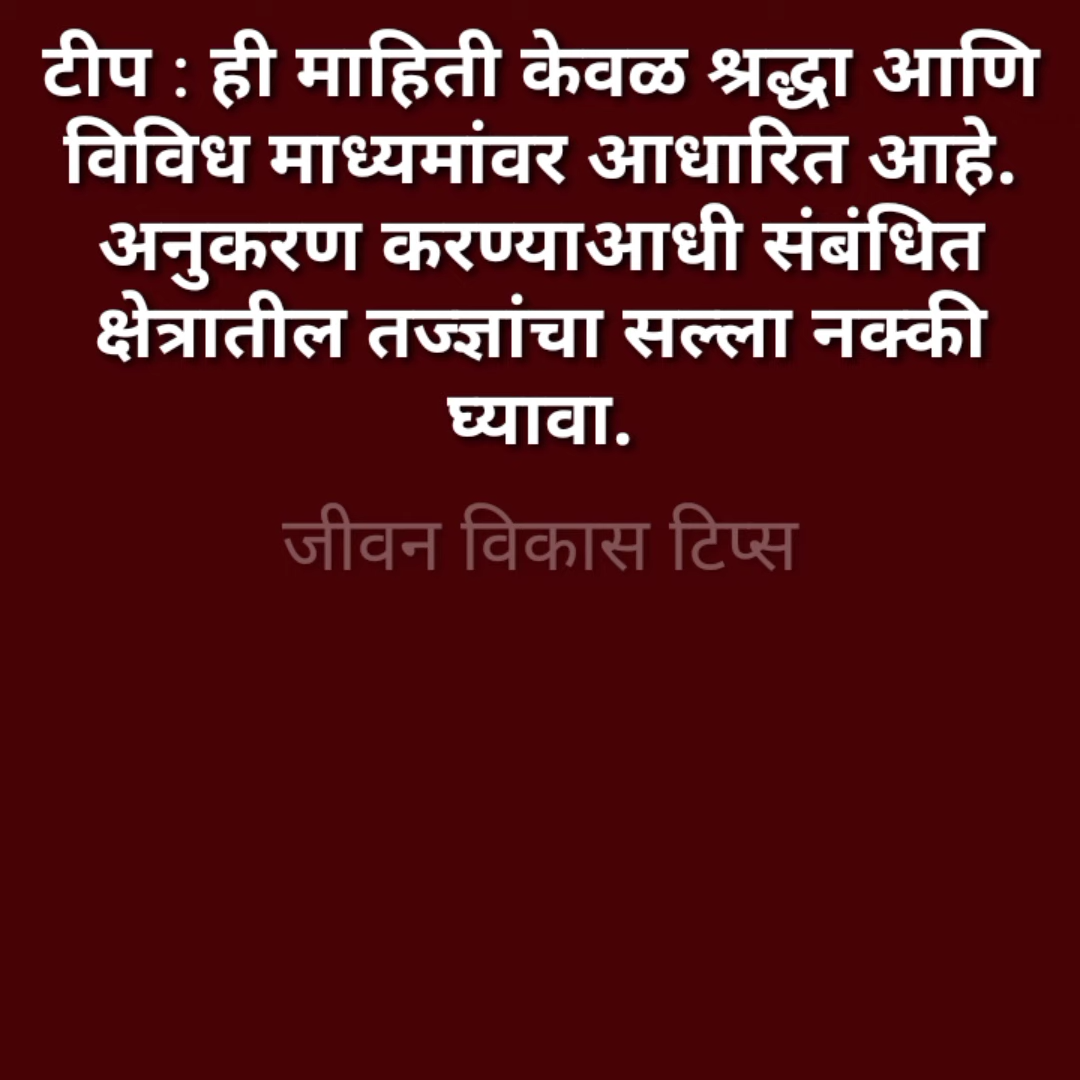 टीप : ही माहिती केवळ श्रद्धा आणि
विविध माध्यमांवर आधारित आहे.
अनुकरण करण्याआधी संबंधित
क्षेत्रातील तज्ज्ञांचा सल्ला नक्की
घ्यावा.
जीवन विकास टिप्स